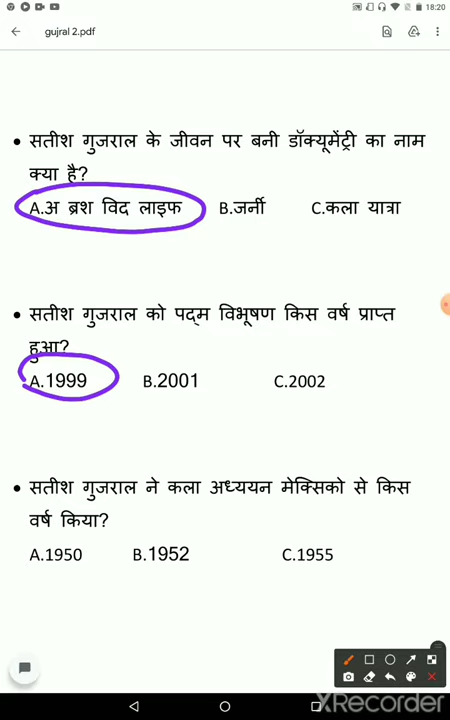 18:20
gujral 2.pdf
• सतीश गुजराल के जीवन पर बनी डॉक्यूमेंट्री का नाम
क्या है?
A.अ ब्रश विद लाइफ B.जर्नी C.कला यात्रा
• सतीश गुजराल को पद्म विभूषण किस वर्ष प्राप्त
हुआ?
A.1999 B.2001 C.2002
• सतीश गुजराल ने कला अध्ययन मेक्सिको से किस
वर्ष किया?
A.1950 B.1952 C.1955
XRecorder